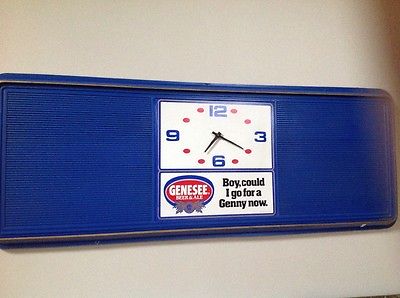 12
9 3
6
GENESEE
BEER & ALE
Boy, could
I go for a
Genny now.